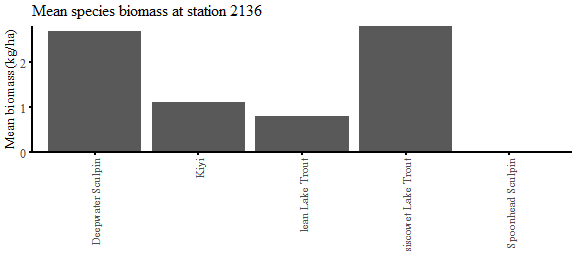 Mean species biomass at station 2136
Mean biomass(kg/ha)
2
1
0
Deepwater Sculpin
Kiyi
lean Lake Trout
siscowet Lake Trout
Spoonhead Sculpin